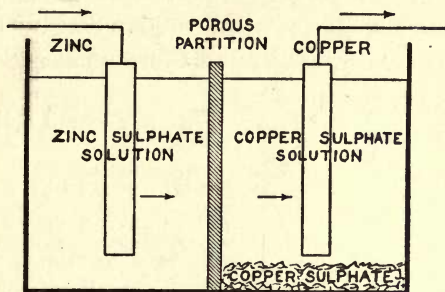 ZINC
POROUS
PARTITION
COPPER
ZINC SULPHATE
SOLUTION
COPPER SULPHATE
SOLUTION
COPPER SULPHATE